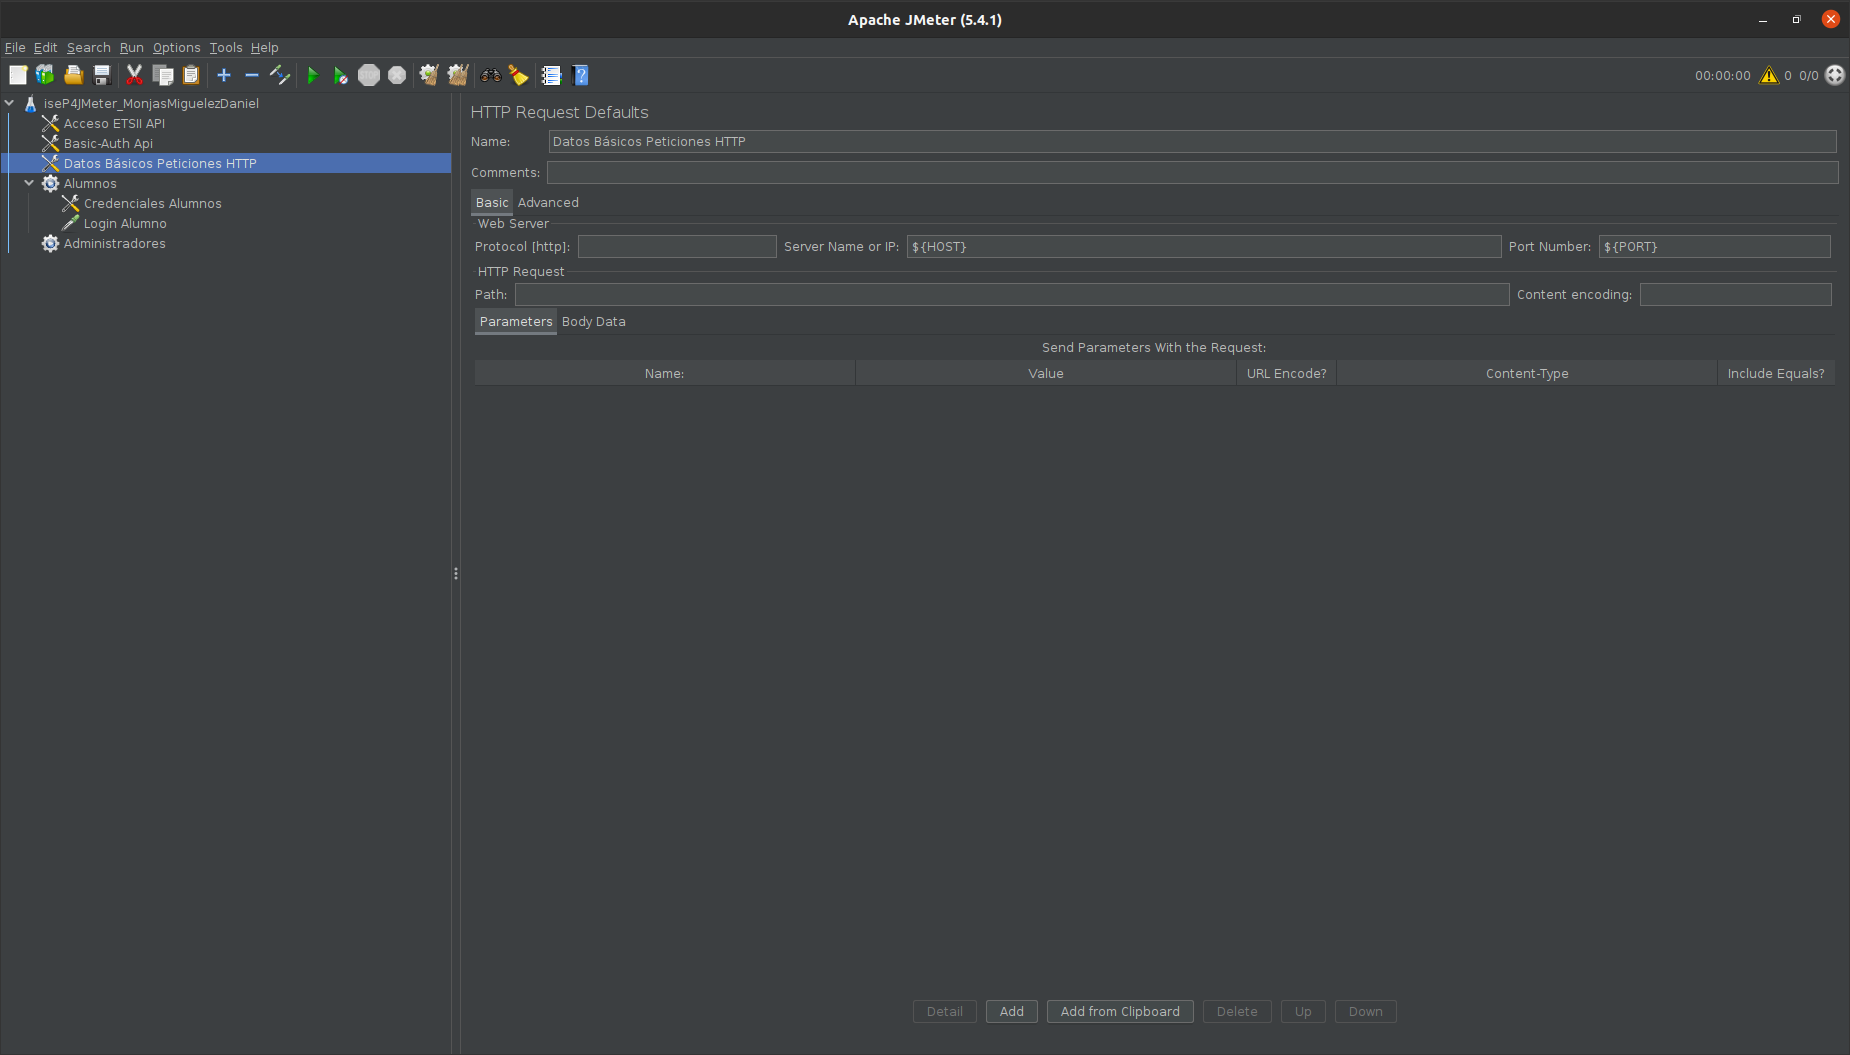 Apache JMeter (5.4.1)
File Edit Search Run Options Tools Help
STOP 00:00:00 0 0/0
iseP4JMeter_MonjasMiguelezDaniel
Acceso ETSII API
Basic-Auth Api
Datos Básicos Peticiones HTTP
Alumnos
Credenciales Alumnos
Login Alumno
Administradores
HTTP Request Defaults
Name: Datos Básicos Peticiones HTTP
Comments:
Basic Advanced
Web Server
Protocol [http]: Server Name or IP: ${HOST} Port Number: ${PORT}
HTTP Request
Path: Content encoding:
Parameters Body Data
Send Parameters With the Request:
Name: Value URL Encode? Content-Type Include Equals?
Detail Add Add from Clipboard Delete Up Down